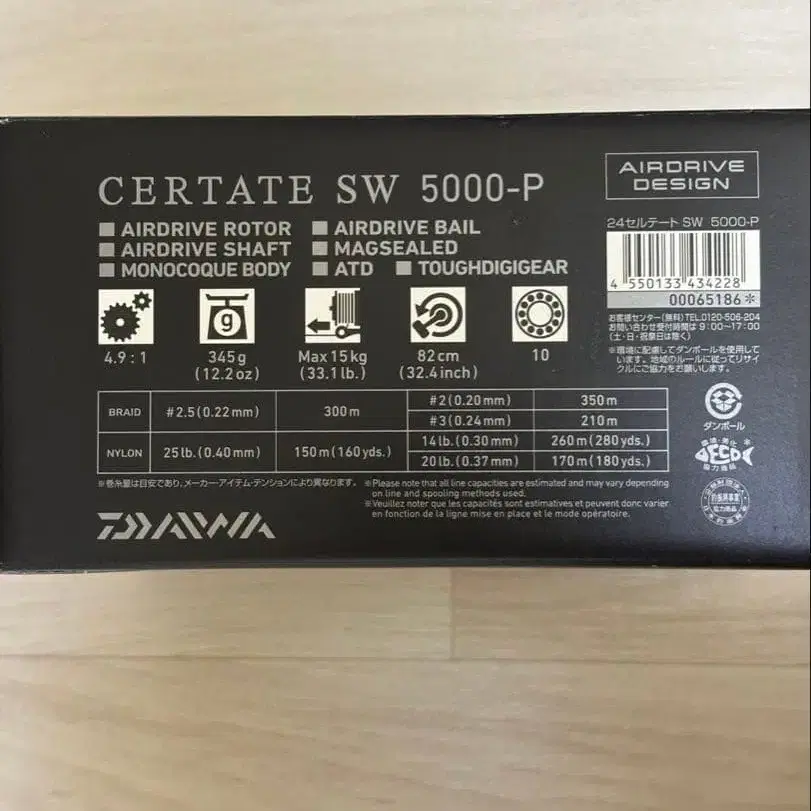 CERTATE SW 5000-P
AIRDRIVE DESIGN
AIRDRIVE ROTOR AIRDRIVE BAIL
AIRDRIVE SHAFT MAGSEALED
MONOCOQUE BODY ATD TOUGHDIGIGEAR
24セルテート SW 5000-P
4 550133 434228
00065186*
お客様センター(無料)TEL.0120-506-204
お問い合わせ受付時間は 9:00~17:00
(土・日・祝祭日は除く)
※環境に配慮してダンボールを使用して
います。地域のルールに従ってリサイ
クルにご協力をお願いします。
g
4.9 : 1
345g
(12.2oz)
Max 15kg
(33.1lb.)
82cm
(32.4inch)
10
BRAID #2.5(0.22mm) 300m #2(0.20mm) 350m
#3(0.24mm) 210m
NYLON 25lb.(0.40mm) 150m(160yds.) 14lb.(0.30mm) 260m(280yds.)
20lb.(0.37mm) 170m(180yds.)
※巻糸量は目安であり、メーカー・アイテム・テンションにより異なります。
※Please note that all line capacities are estimated and may vary depending
on line and spooling methods used.
※Veuillez noter que les capacités sont estimatives et peuvent donc varier
en fonction de la ligne mise en place et le mode opératoire.
DAIWA
ダンボール
環境・美化
ECO
協力商品